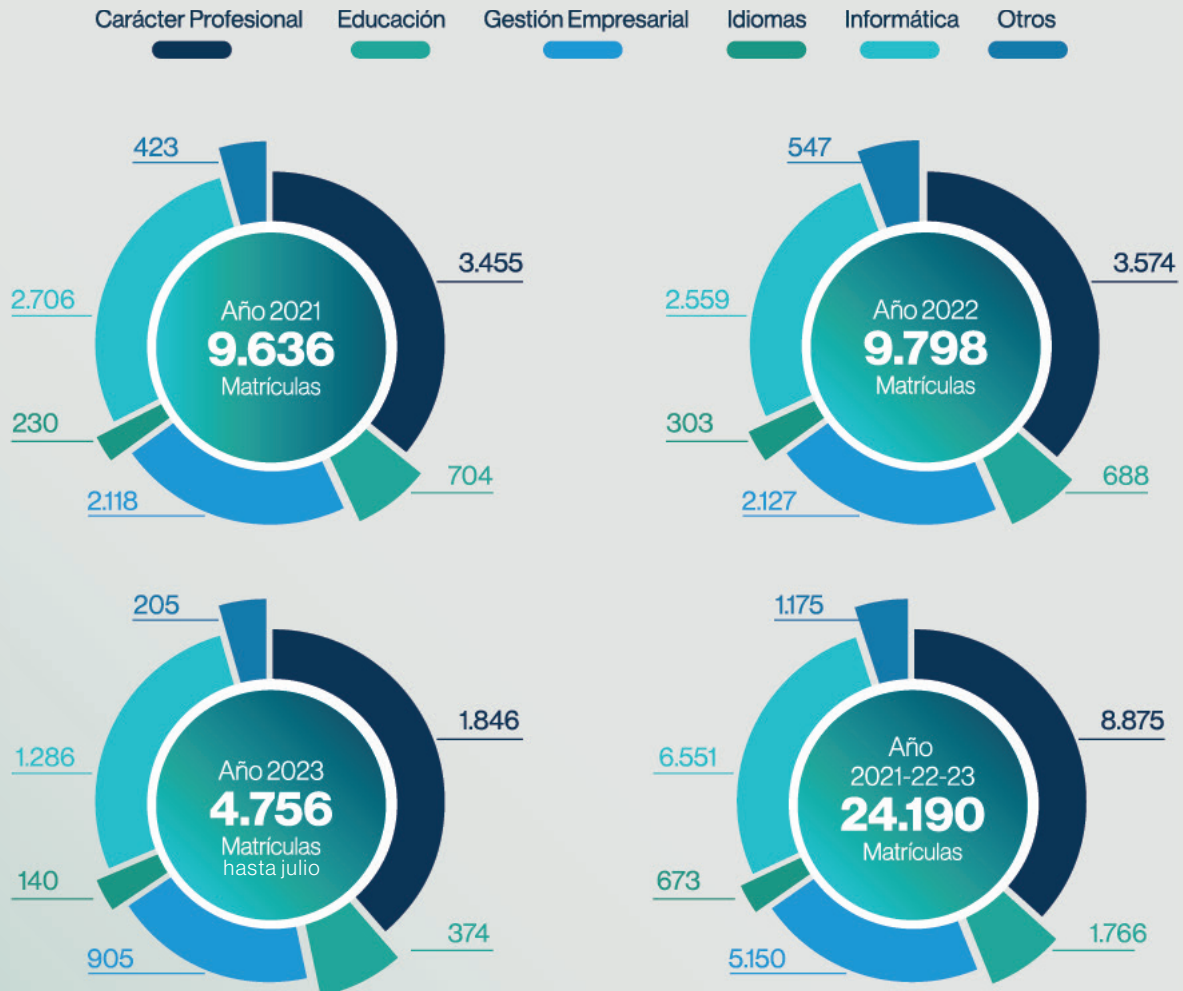 Carácter Profesional
Educación
Gestión Empresarial
Idiomas
Informática
Otros
423
3.455
2.706
Año 2021
9.636
Matrículas
230
704
2.118
547
3.574
2.559
Año 2022
9.798
Matrículas
303
688
2.127
205
1.846
1.286
Año 2023
4.756
Matrículas
hasta julio
140
374
905
1.175
8.875
6.551
Año
2021-22-23
24.190
Matrículas
673
1.766
5.150